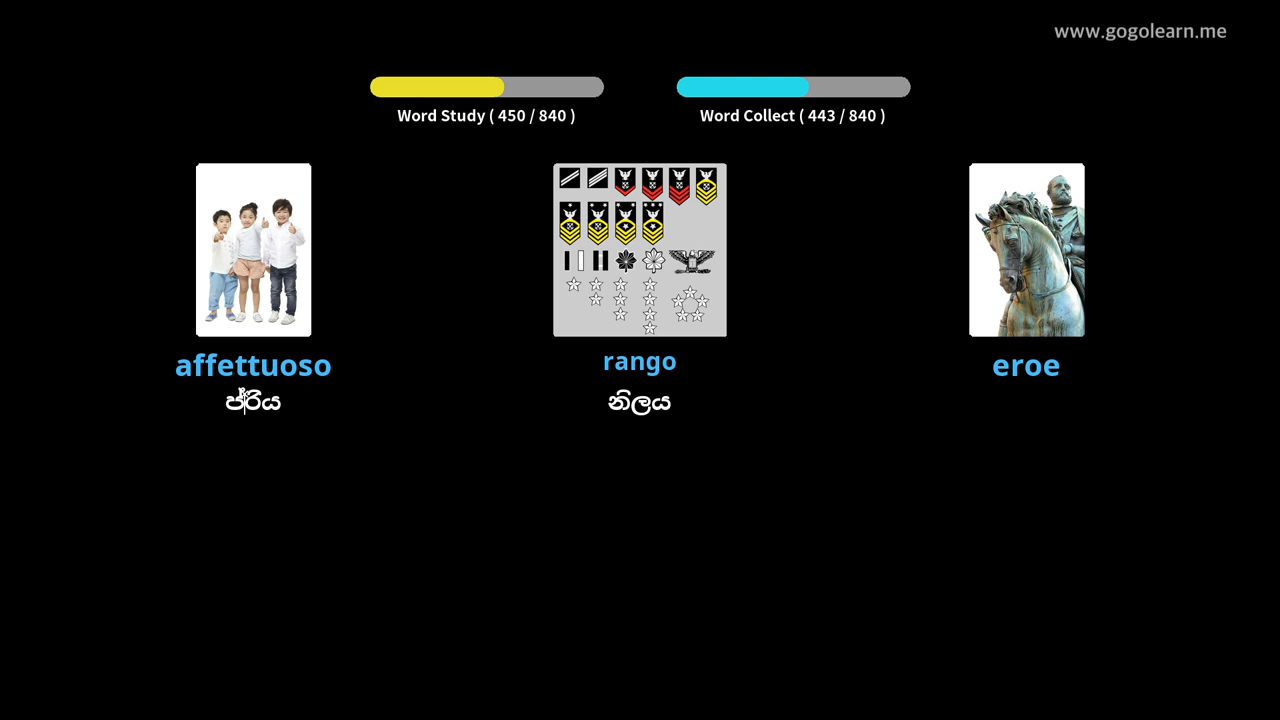 www.gogolearn.me
Word Study ( 450 / 840 )
Word Collect ( 443 / 840 )
affettuoso
rango
eroe
ප්‍රිය
නිලය